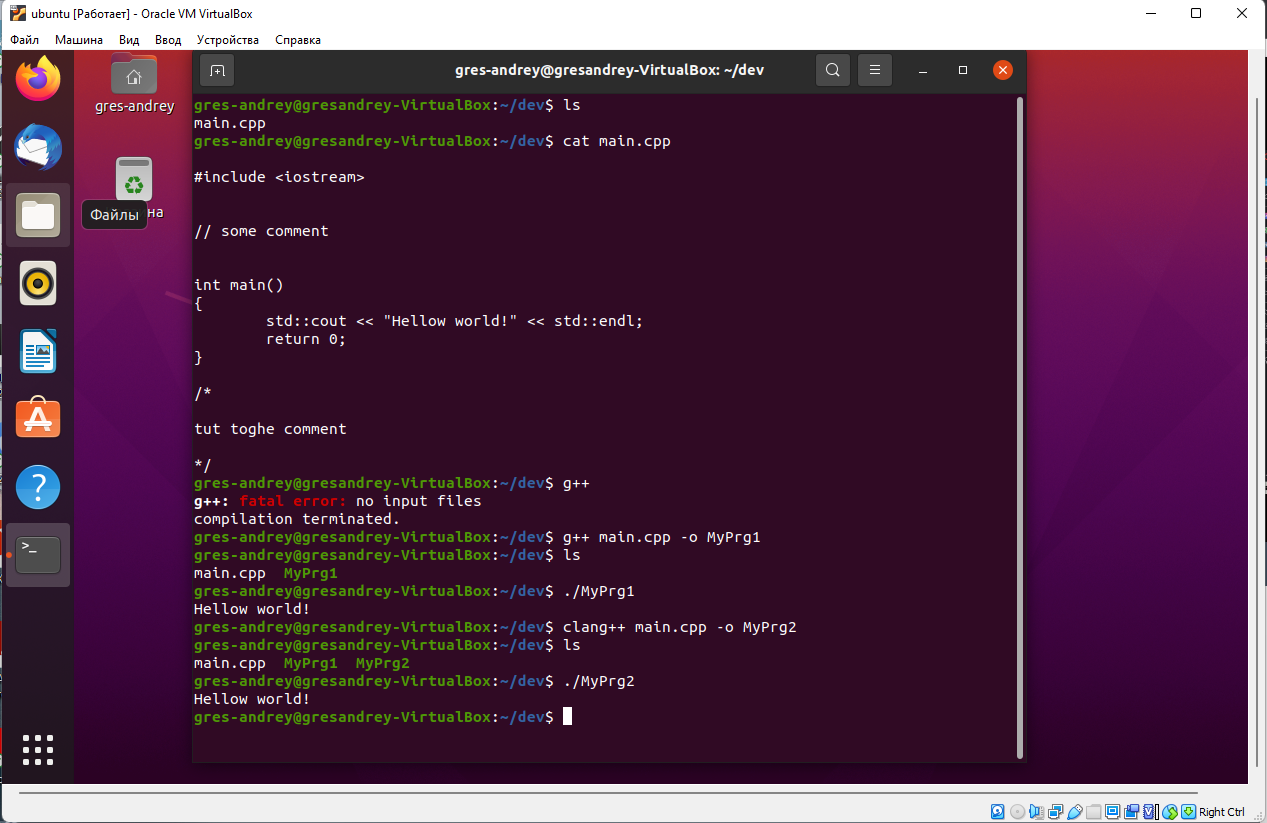 ubuntu [Работает] - Oracle VM VirtualBox
Файл Машина Вид Ввод Устройства Справка
gres-andrey@gresandrey-VirtualBox: ~/dev
gres-andrey
Файлы
на
gres-andrey@gresandrey-VirtualBox:~/dev$ ls
main.cpp
gres-andrey@gresandrey-VirtualBox:~/dev$ cat main.cpp
#include <iostream>
// some comment
int main()
{
        std::cout << "Hellow world!" << std::endl;
        return 0;
}
/*
tut toghe comment
*/
gres-andrey@gresandrey-VirtualBox:~/dev$ g++
g++: fatal error: no input files
compilation terminated.
gres-andrey@gresandrey-VirtualBox:~/dev$ g++ main.cpp -o MyPrg1
gres-andrey@gresandrey-VirtualBox:~/dev$ ls
main.cpp  MyPrg1
gres-andrey@gresandrey-VirtualBox:~/dev$ ./MyPrg1
Hellow world!
gres-andrey@gresandrey-VirtualBox:~/dev$ clang++ main.cpp -o MyPrg2
gres-andrey@gresandrey-VirtualBox:~/dev$ ls
main.cpp  MyPrg1  MyPrg2
gres-andrey@gresandrey-VirtualBox:~/dev$ ./MyPrg2
Hellow world!
gres-andrey@gresandrey-VirtualBox:~/dev$
Right Ctrl